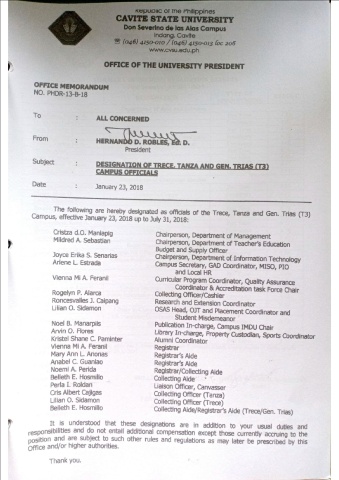 Republic of the Philippines
CAVITE STATE UNIVERSITY
Don Severino de las Alas Campus
Indang, Cavite
(046) 4150-010 / (046) 4150-013 loc 208
www.cvsu.edu.ph
OFFICE OF THE UNIVERSITY PRESIDENT
OFFICE MEMORANDUM
NO. PHDR-13-B-18
To : ALL CONCERNED
From : HERNANDO D. ROBLES, Ed. D.
President
Subject : DESIGNATION OF TRECE, TANZA AND GEN. TRIAS (T3)
CAMPUS OFFICIALS
Date : January 23, 2018
The following are hereby designated as officials of the Trece, Tanza and Gen. Trias (T3)
Campus, effective January 23, 2018 up to July 31, 2018:
Cristza d.O. Manlapig Chairperson, Department of Management
Mildred A. Sebastian Chairperson, Department of Teacher's Education
Budget and Supply Officer
Joyce Erika S. Senarias Chairperson, Department of Information Technology
Arlene L. Estrada Campus Secretary, GAD Coordinator, MISO, PIO
and Local HR
Vienna Mi A. Feranil Curricular Program Coordinator, Quality Assurance
Coordinator & Accreditation task Force Chair
Rogelyn P. Alarca Collecting Officer/Cashier
Roncesvalles J. Caipang Research and Extension Coordinator
Lilian O. Sidamon OSAS Head, OJT and Placement Coordinator and
Student Misdemeanor
Noel B. Manarpiis Publication In-charge, Campus IMDU Chair
Arvin D. Flores Library In-charge, Property Custodian, Sports Coordinator
Kristel Shane C. Paminter Alumni Coordinator
Vienna Mi A. Feranil Registrar
Mary Ann L. Anonas Registrar's Aide
Anabel C. Guanlao Registrar's Aide
Noemi A. Perida Registrar/Collecting Aide
Belleth E. Hosmillo Collecting Aide
Perla I. Roldan Liaison Officer, Canvasser
Cris Albert Cajigas Collecting Officer (Tanza)
Lilian O. Sidamon Collecting Officer (Trece)
Belleth E. Hosmillo Collecting Aide/Registrar's Aide (Trece/Gen. Trias)
It is understood that these designations are in addition to your usual duties and
responsibilities and do not entail additional compensation except those currently accruing to the
position and are subject to such other rules and regulations as may later be prescribed by this
Office and/or higher authorities.
Thank you.